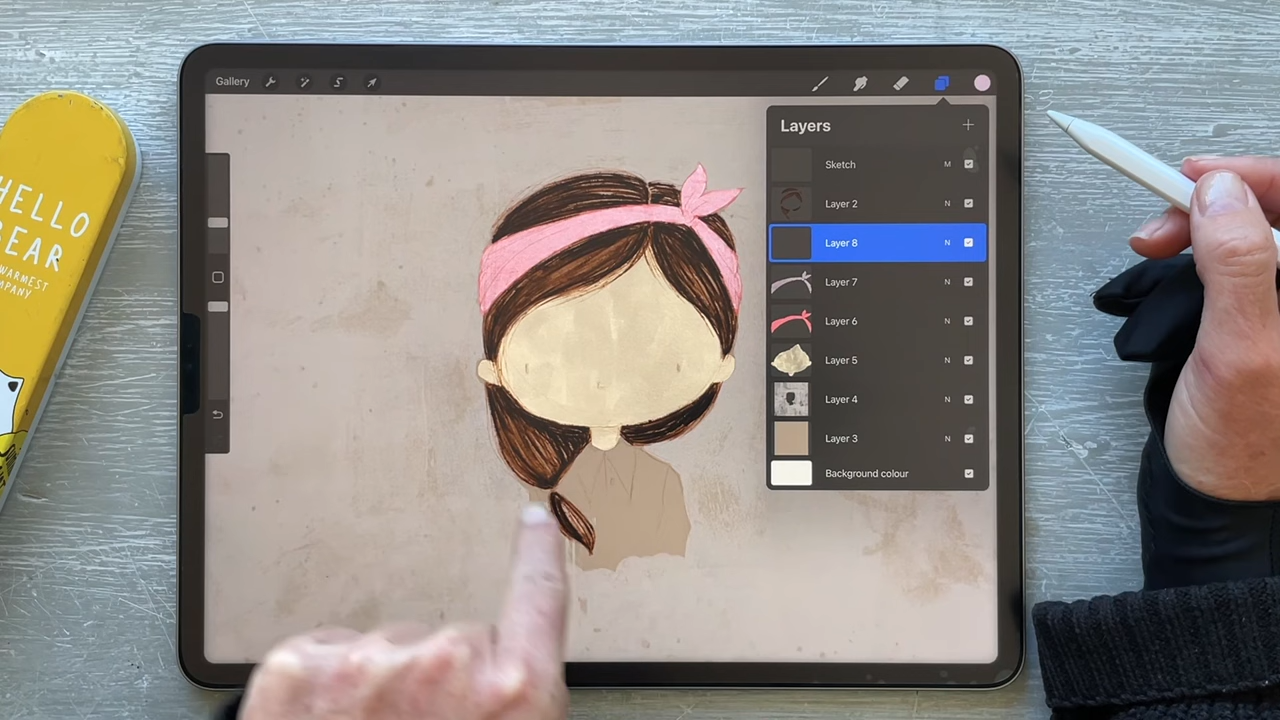 Gallery
HELLO
BEAR
WARMEST
Layers
Sketch M
Layer 2 N
Layer 8 N
Layer 7 N
Layer 6 N
Layer 5 N
Layer 4 N
Layer 3 N
Background colour